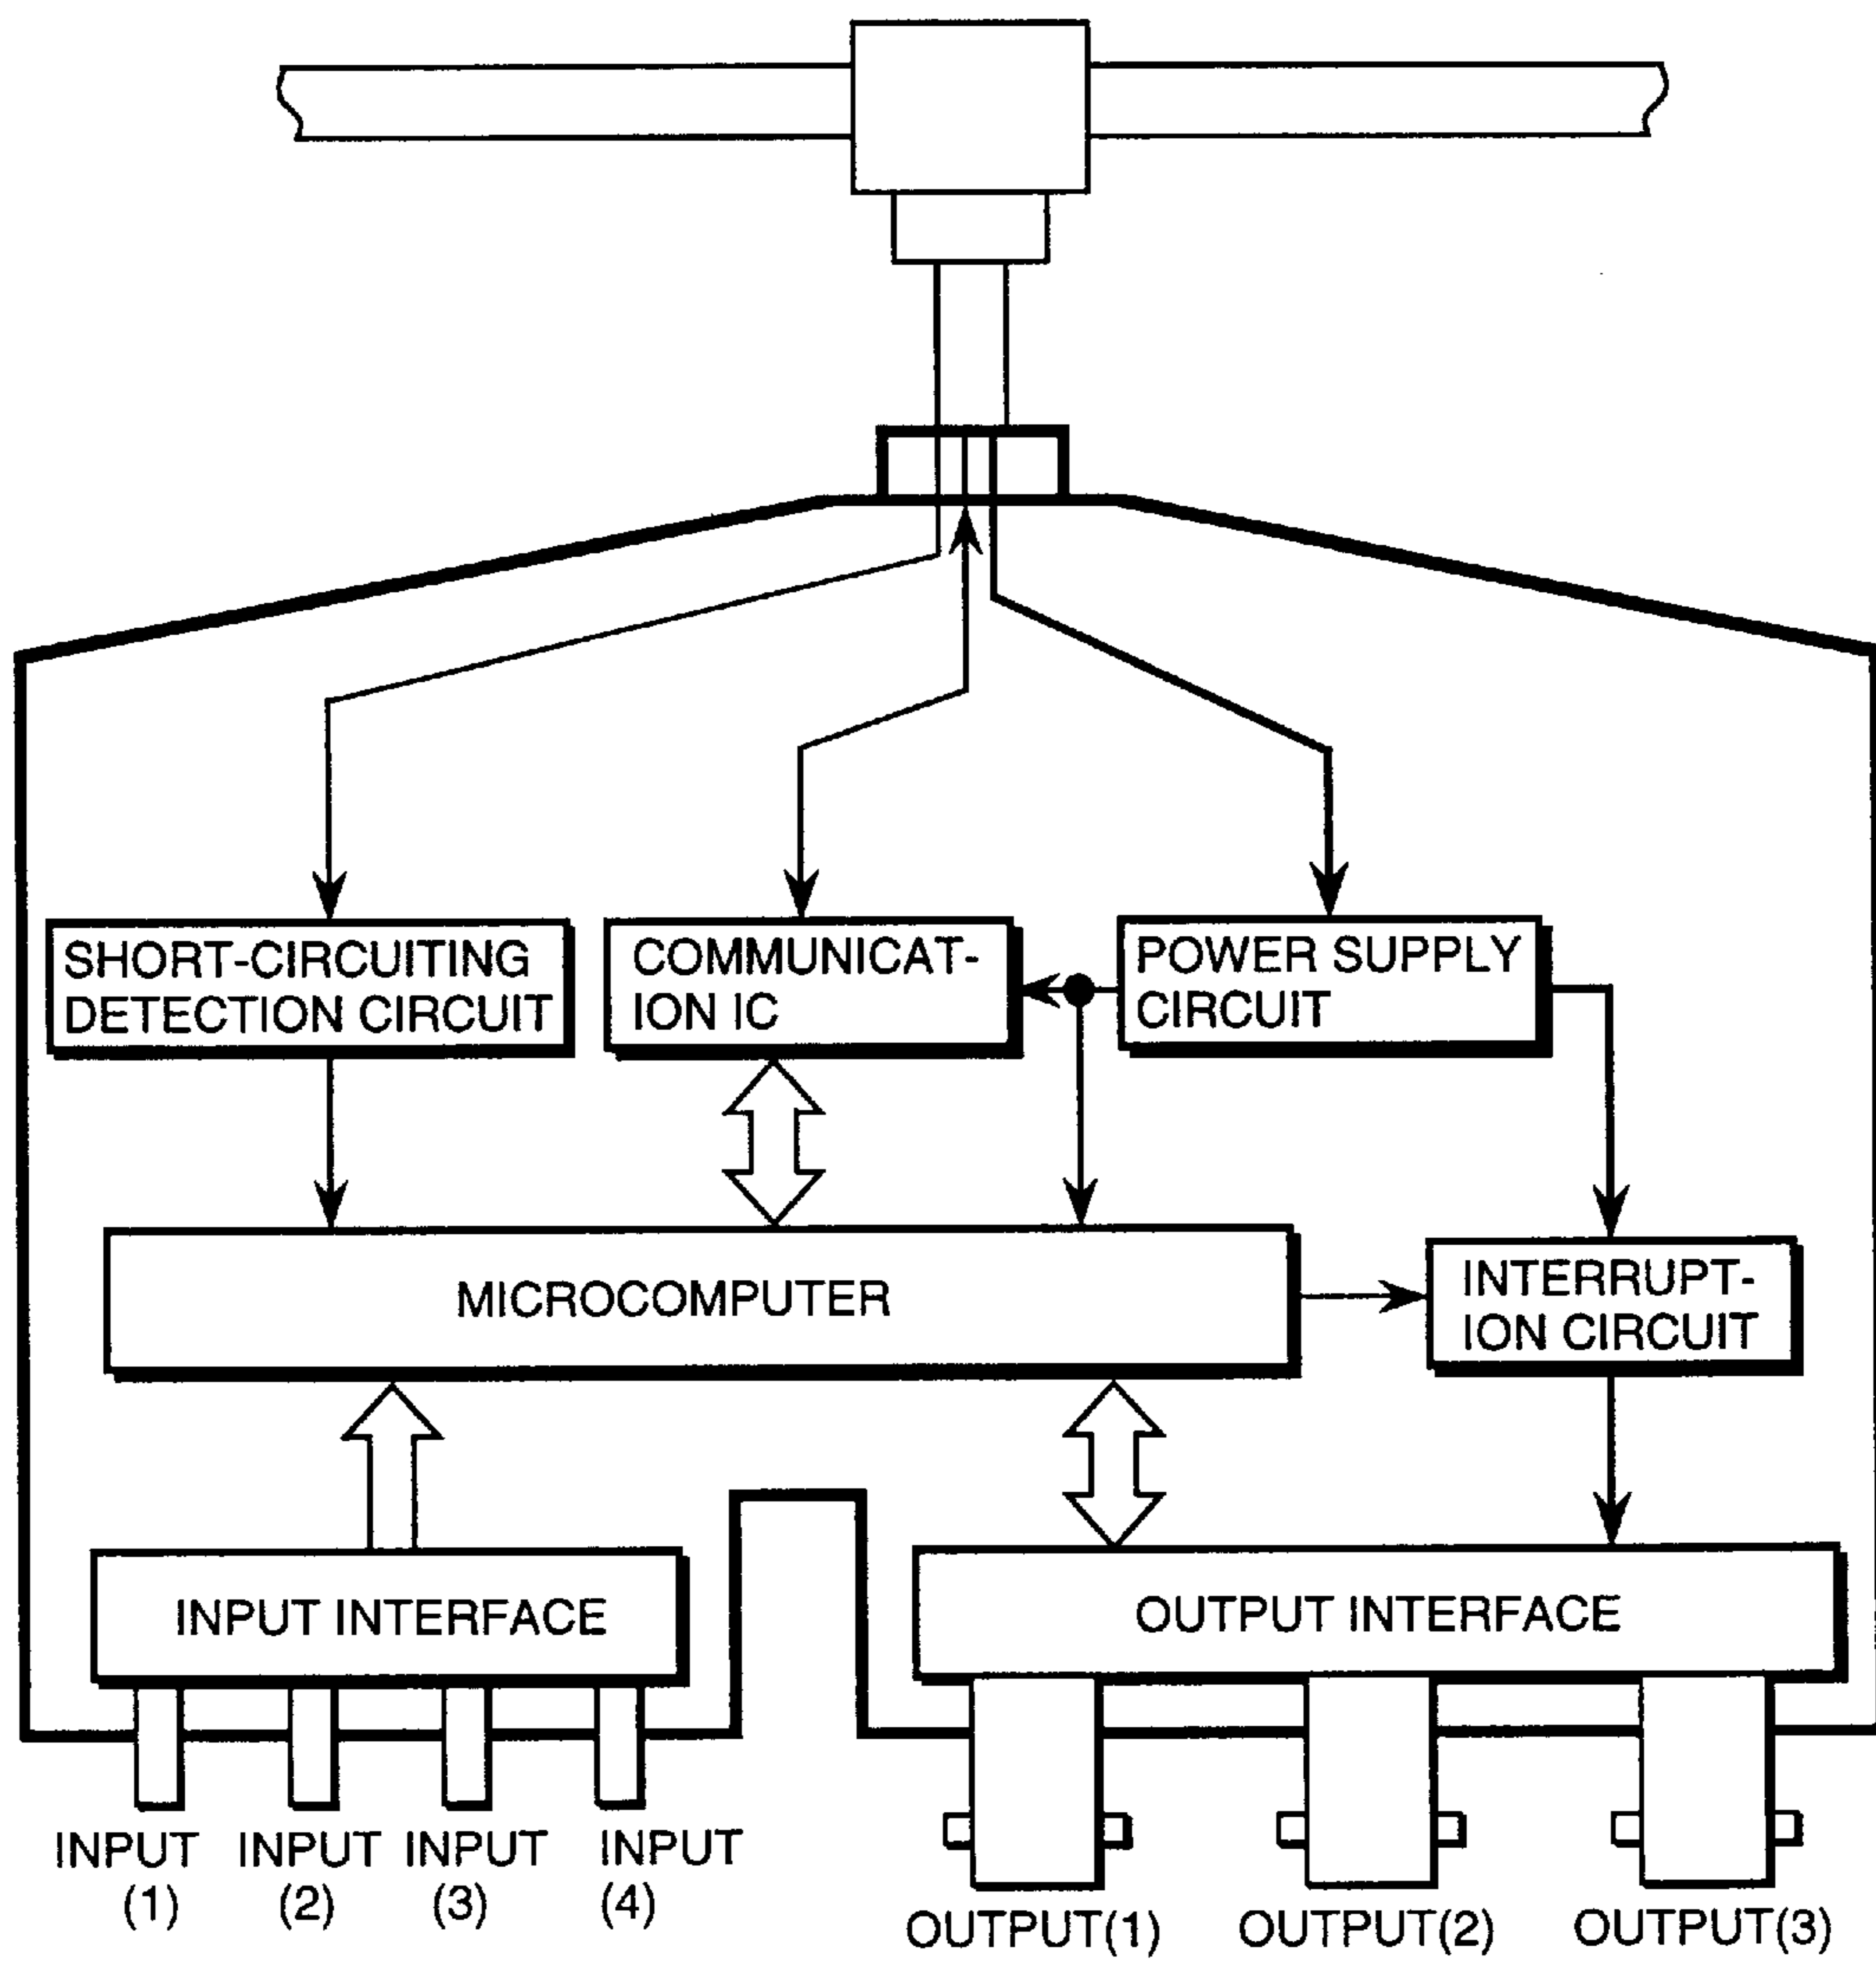 SHORT-CIRCUITING
DETECTION CIRCUIT
COMMUNICAT-
ION IC
POWER SUPPLY
CIRCUIT
MICROCOMPUTER
INTERRUPT-
ION CIRCUIT
INPUT INTERFACE
OUTPUT INTERFACE
INPUT
(1)
INPUT
(2)
INPUT
(3)
INPUT
(4)
OUTPUT(1)
OUTPUT(2)
OUTPUT(3)